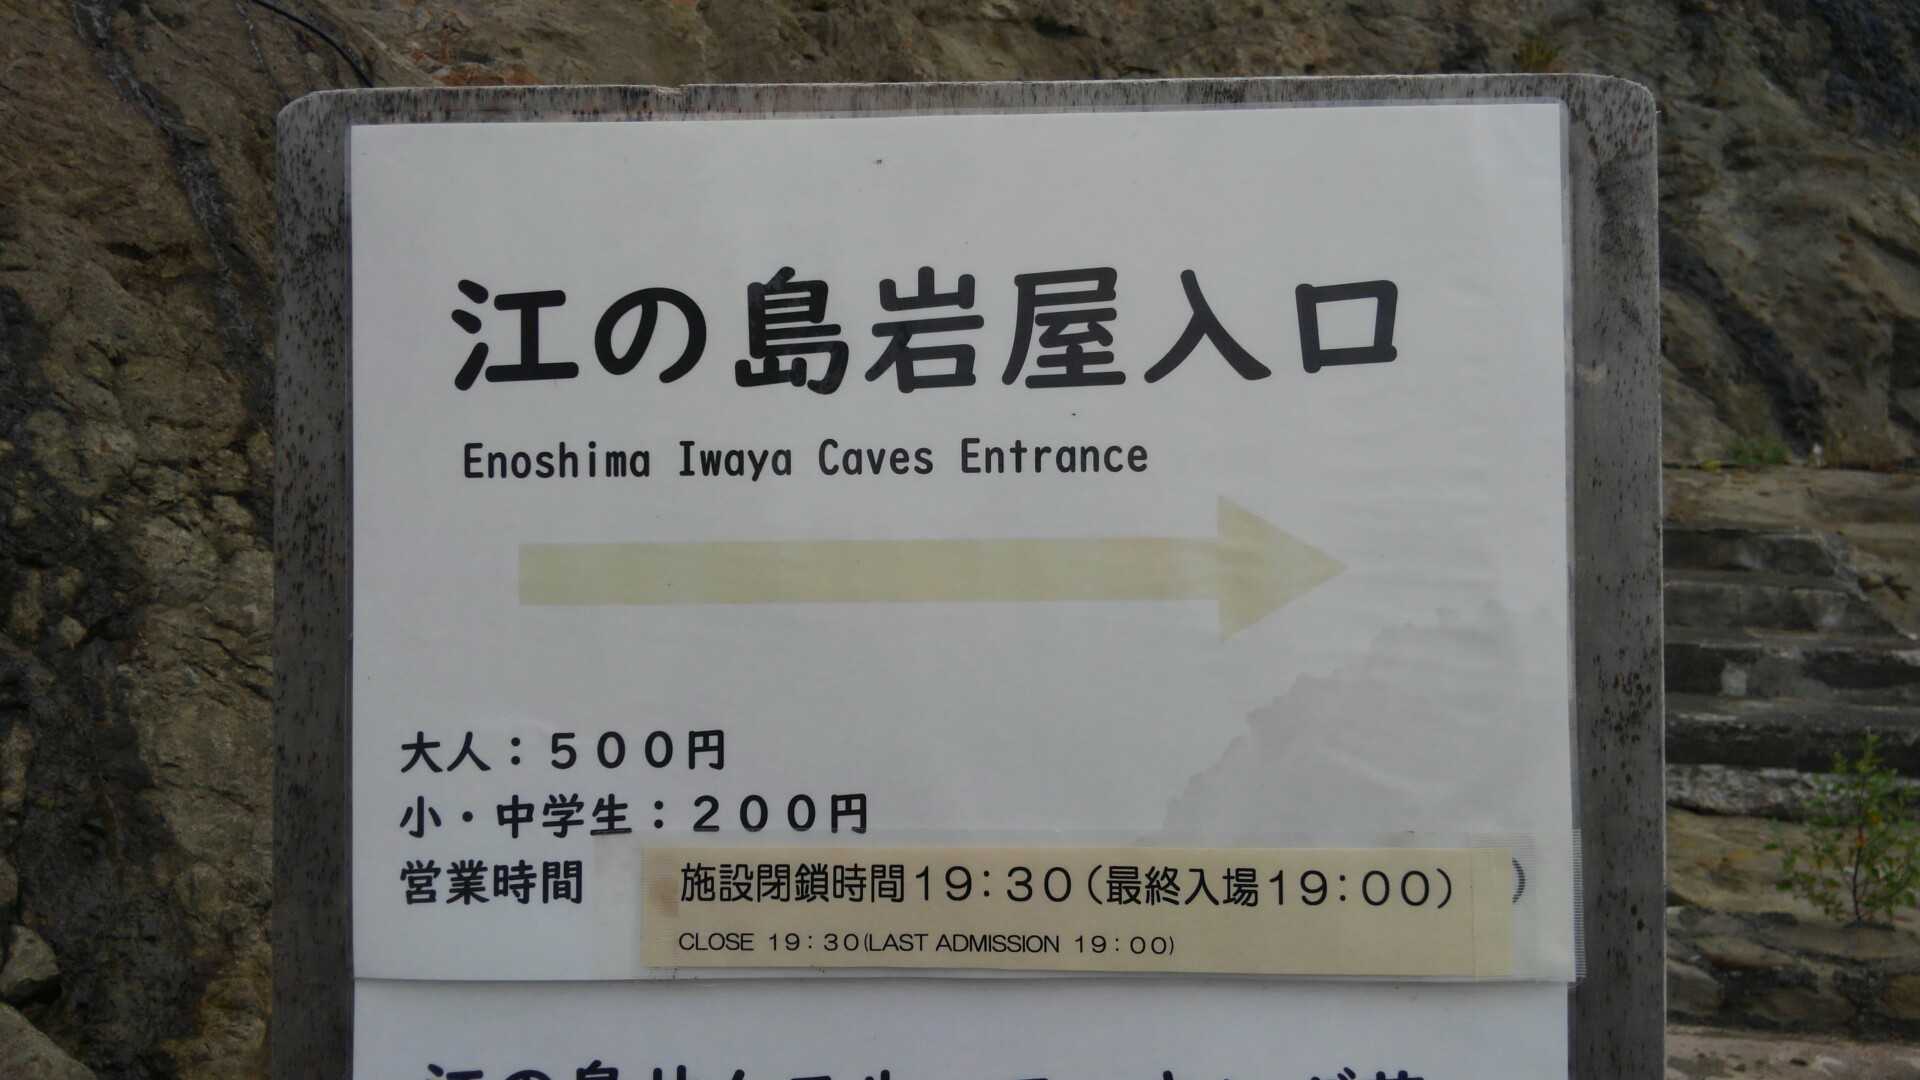 江の島岩屋入口
Enoshima Iwaya Caves Entrance
大人：５００円
小・中学生：２００円
営業時間 施設閉鎖時間19：30（最終入場19：00）
CLOSE 19：30(LAST ADMISSION 19：00)